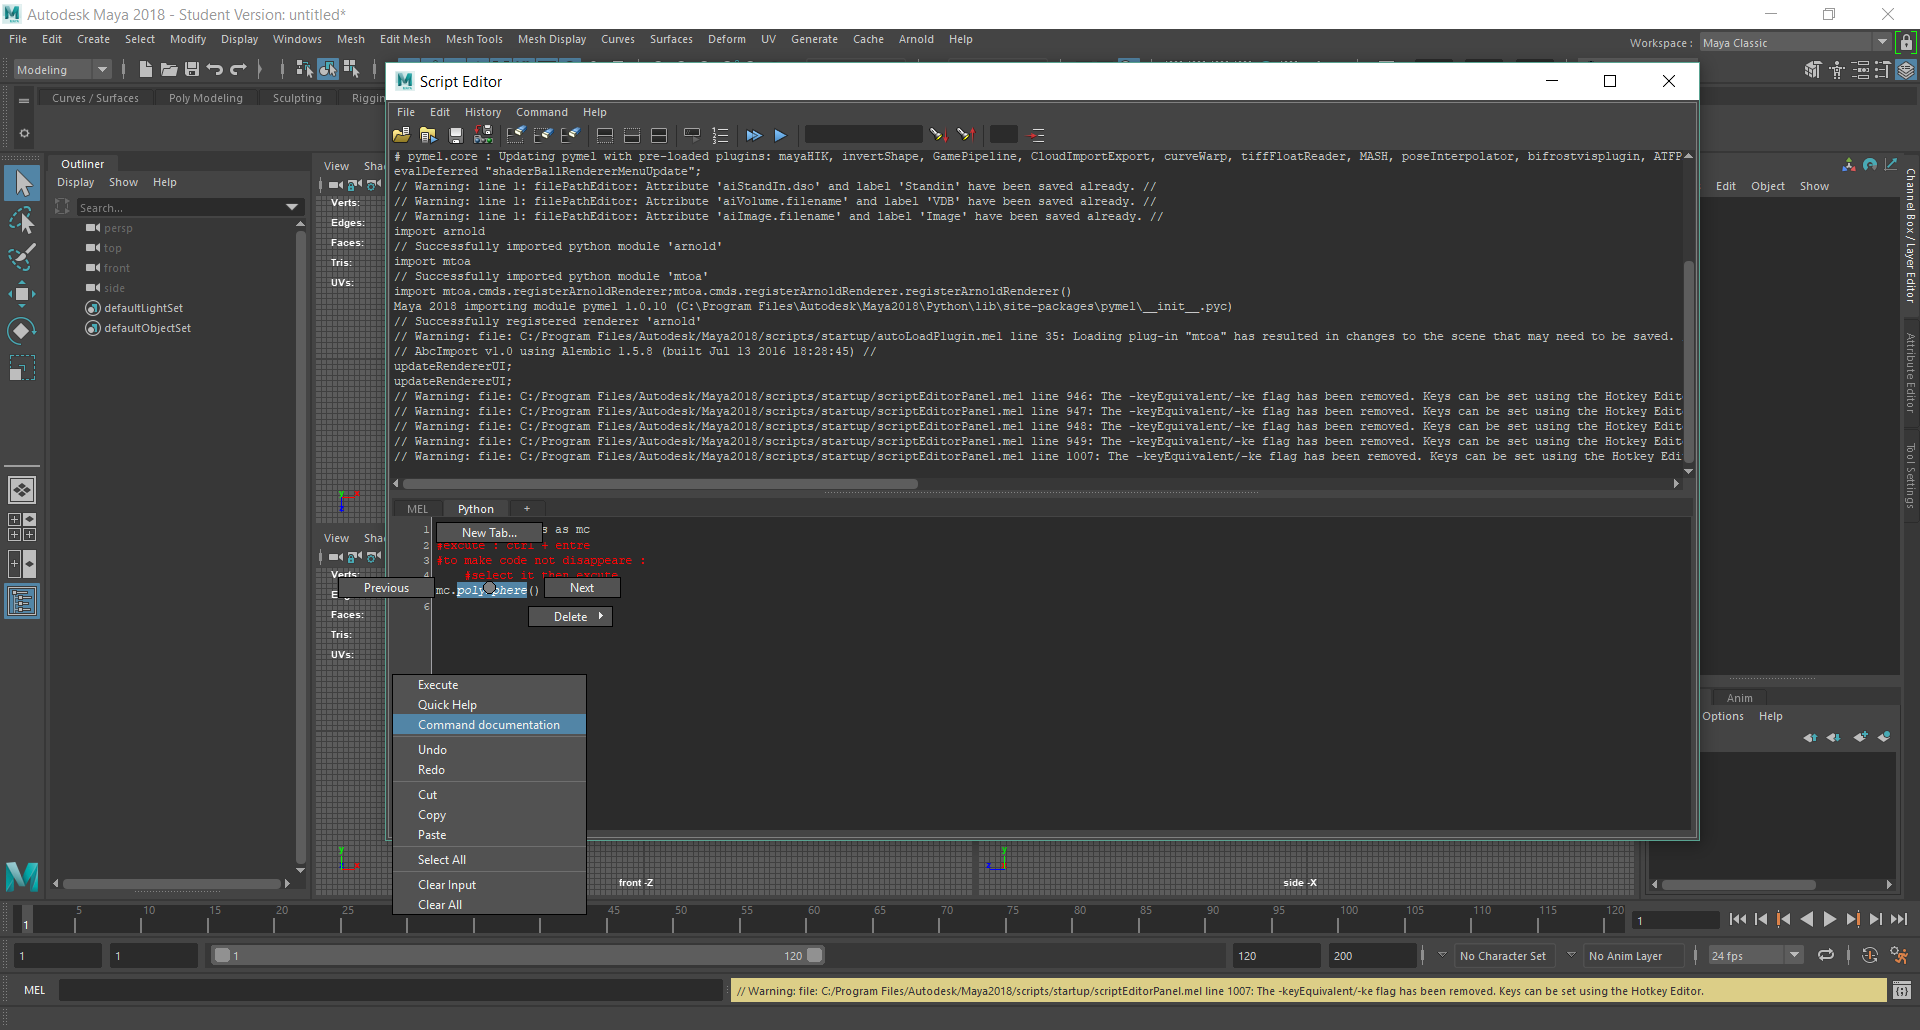 Autodesk Maya 2018 - Student Version: untitled*
File Edit Create Select Modify Display Windows Mesh Edit Mesh Mesh Tools Mesh Display Curves Surfaces Deform UV Generate Cache Arnold Help
Workspace : Maya Classic
Modeling
Script Editor
Curves / Surfaces Poly Modeling Sculpting Riggin
File Edit History Command Help
Outliner
Display Show Help
Search...
persp
top
front
side
defaultLightSet
defaultObjectSet
View Sha
Verts:
Edges:
Faces:
Tris:
UVs:
# pymel.core : Updating pymel with pre-loaded plugins: mayaHIK, invertShape, GamePipeline, CloudImportExport, curveWarp, tiffFloatReader, MASH, poseInterpolator, bifrostvisplugin, ATFP
evalDeferred "shaderBallRendererMenuUpdate";
// Warning: line 1: filePathEditor: Attribute 'aiStandIn.dso' and label 'Standin' have been saved already. //
// Warning: line 1: filePathEditor: Attribute 'aiVolume.filename' and label 'VDB' have been saved already. //
// Warning: line 1: filePathEditor: Attribute 'aiImage.filename' and label 'Image' have been saved already. //
import arnold
// Successfully imported python module 'arnold'
import mtoa
// Successfully imported python module 'mtoa'
import mtoa.cmds.registerArnoldRenderer;mtoa.cmds.registerArnoldRenderer.registerArnoldRenderer()
Maya 2018 importing module pymel 1.0.10 (C:\Program Files\Autodesk\Maya2018\Python\lib\site-packages\pymel\__init__.pyc)
// Successfully registered renderer 'arnold'
// Warning: file: C:/Program Files/Autodesk/Maya2018/scripts/startup/autoLoadPlugin.mel line 35: Loading plug-in "mtoa" has resulted in changes to the scene that may need to be saved.
// AbcImport v1.0 using Alembic 1.5.8 (built Jul 13 2016 18:28:45) //
updateRendererUI;
updateRendererUI;
// Warning: file: C:/Program Files/Autodesk/Maya2018/scripts/startup/scriptEditorPanel.mel line 946: The -keyEquivalent/-ke flag has been removed. Keys can be set using the Hotkey Edit
// Warning: file: C:/Program Files/Autodesk/Maya2018/scripts/startup/scriptEditorPanel.mel line 947: The -keyEquivalent/-ke flag has been removed. Keys can be set using the Hotkey Edit
// Warning: file: C:/Program Files/Autodesk/Maya2018/scripts/startup/scriptEditorPanel.mel line 948: The -keyEquivalent/-ke flag has been removed. Keys can be set using the Hotkey Edit
// Warning: file: C:/Program Files/Autodesk/Maya2018/scripts/startup/scriptEditorPanel.mel line 949: The -keyEquivalent/-ke flag has been removed. Keys can be set using the Hotkey Edit
// Warning: file: C:/Program Files/Autodesk/Maya2018/scripts/startup/scriptEditorPanel.mel line 1007: The -keyEquivalent/-ke flag has been removed. Keys can be set using the Hotkey Edi
MEL Python +
1 s as mc
New Tab...
2 #excute : ctrl + entre
3 #to make code not disappeare :
4 #select it then excute
mc. ()
6
Previous
Next
Delete
View Sha
Verts:
Faces:
Tris:
UVs:
Execute
Quick Help
Command documentation
Undo
Redo
Cut
Copy
Paste
Select All
Clear Input
Clear All
Edit Object Show
Channel Box / Layer Editor
Attribute Editor
Tool Settings
Anim
Options Help
y
z
y
y
z
front -Z
side -X
1 5 10 15 20 25 45 50 55 60 65 70 75 80 85 90 95 100 105 110 115 120
1
1 1 1 120 120 200 No Character Set No Anim Layer 24 fps
MEL
// Warning: file: C:/Program Files/Autodesk/Maya2018/scripts/startup/scriptEditorPanel.mel line 1007: The -keyEquivalent/-ke flag has been removed. Keys can be set using the Hotkey Editor.